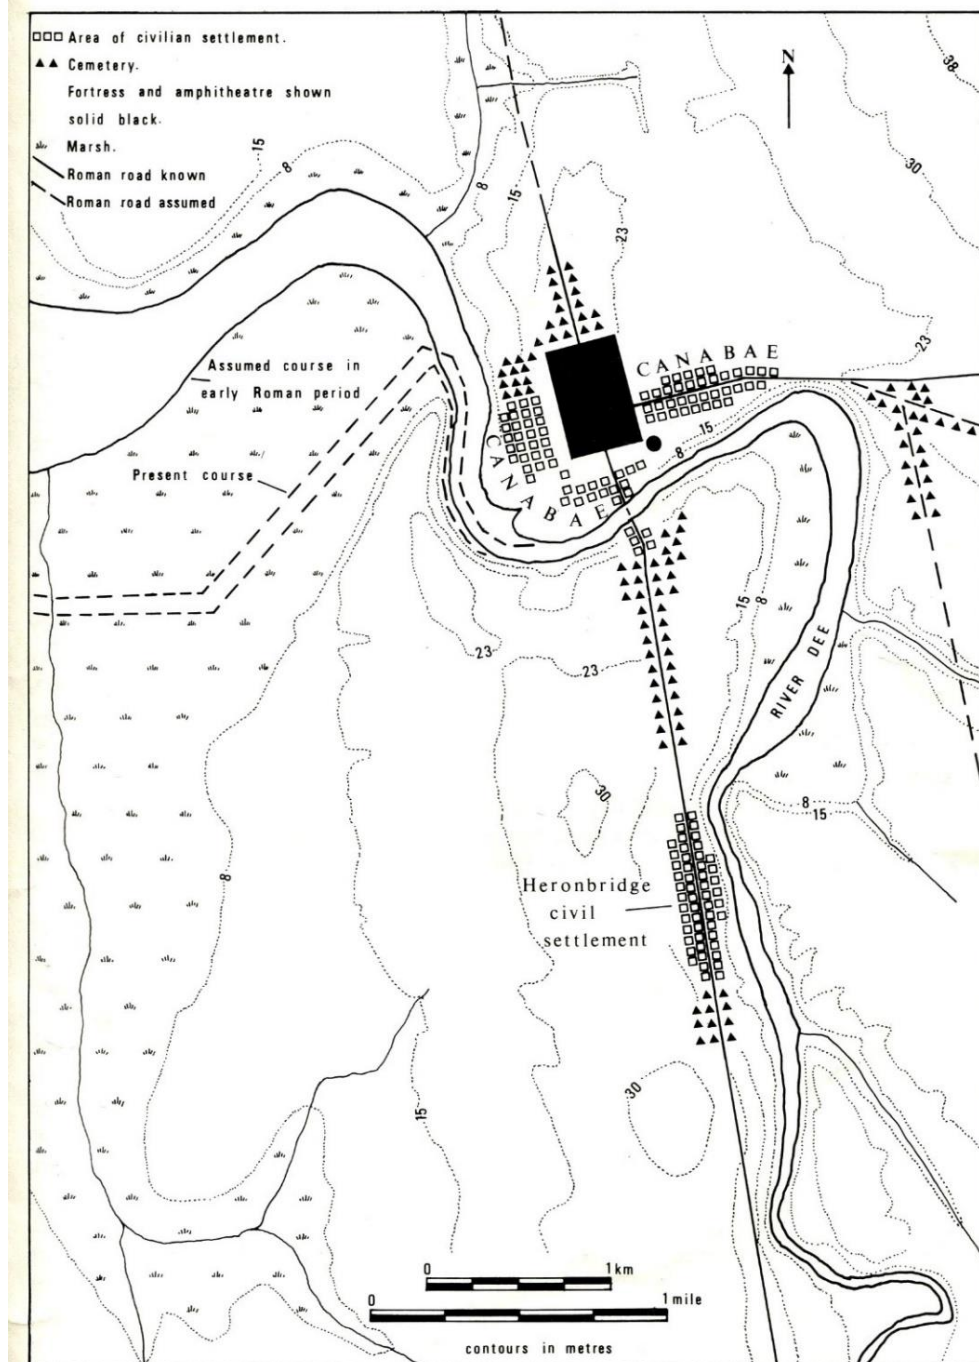 Area of civilian settlement.
Cemetery.
Fortress and amphitheatre shown
solid black.
Marsh.
Roman road known
Roman road assumed
N
38
30
15
8
8
15
23
23
CANABAE
Assumed course in
early Roman period
CANABAE
15
8
Present course
CANABAE
15
8
23
23
RIVER DEE
30
8
15
8
Heronbridge
civil
settlement
30
15
0 1km
0 1mile
contours in metres